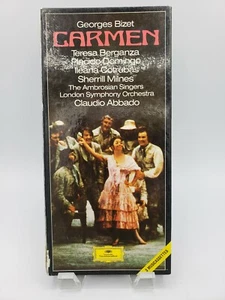 Georges Bizet
CARMEN
Teresa Berganza
Plácido Domingo
Ileana Cotrubas
Sherrill Milnes
The Ambrosian Singers
London Symphony Orchestra
Claudio Abbado